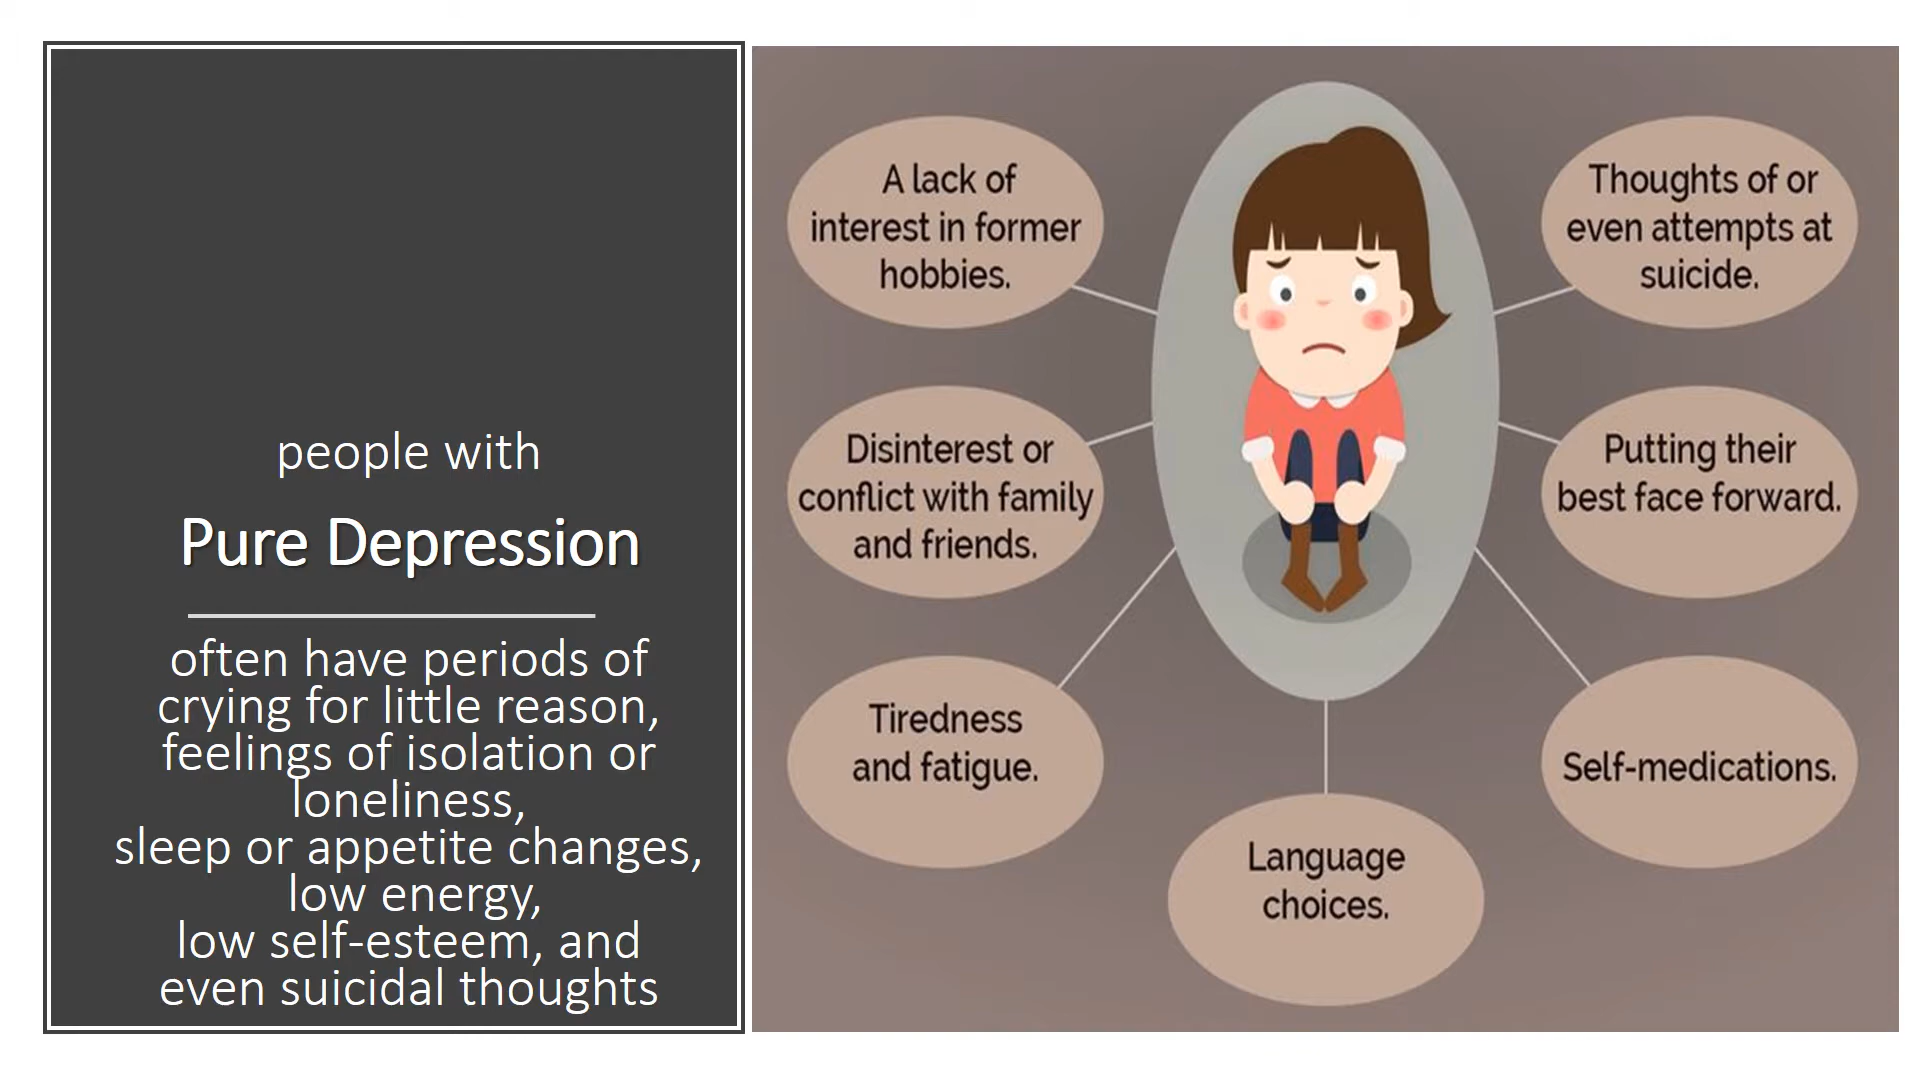 people with
Pure Depression
often have periods of
crying for little reason,
feelings of isolation or
loneliness,
sleep or appetite changes,
low energy,
low self-esteem, and
even suicidal thoughts
A lack of
interest in former
hobbies.
Disinterest or
conflict with family
and friends.
Tiredness
and fatigue.
Language
choices.
Thoughts of or
even attempts at
suicide.
Putting their
best face forward.
Self-medications.